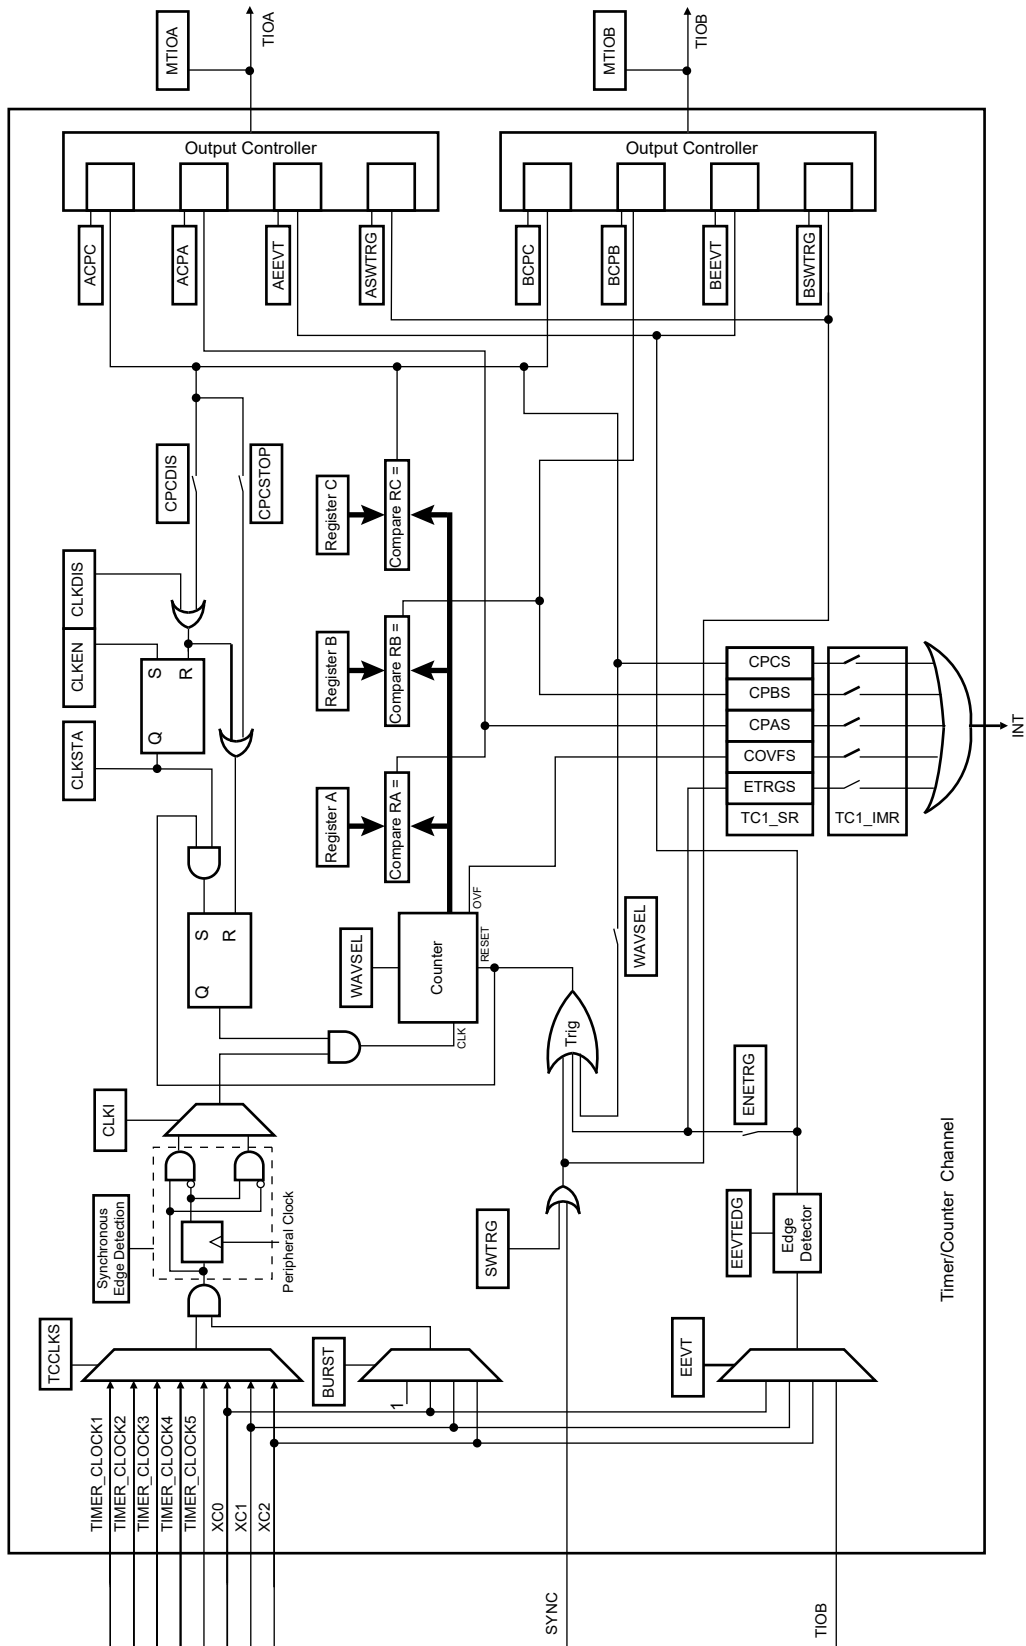 MTIOA
TIOA
MTIOB
TIOB
Output Controller
Output Controller
ACPC
ACPA
AEEVT
ASWTRG
BCPC
BCPB
BEEVT
BSWTRG
CPCDIS
CPCSTOP
CLKDIS
CLKEN
CLKSTA
S
R
Q
Register C
Compare RC =
Register B
Compare RB =
Register A
Compare RA =
CPCS
CPBS
CPAS
COVFS
ETRGS
TC1_SR
TC1_IMR
INT
S
R
Q
WAVSEL
Counter
OVF
RESET
CLK
WAVSEL
Trig
ENETRG
CLKI
Synchronous
Edge Detection
Peripheral Clock
SWTRG
EEVTEDG
Edge
Detector
Timer/Counter Channel
TCCLKS
BURST
1
EEVT
TIMER_CLOCK1
TIMER_CLOCK2
TIMER_CLOCK3
TIMER_CLOCK4
TIMER_CLOCK5
XC0
XC1
XC2
SYNC
TIOB